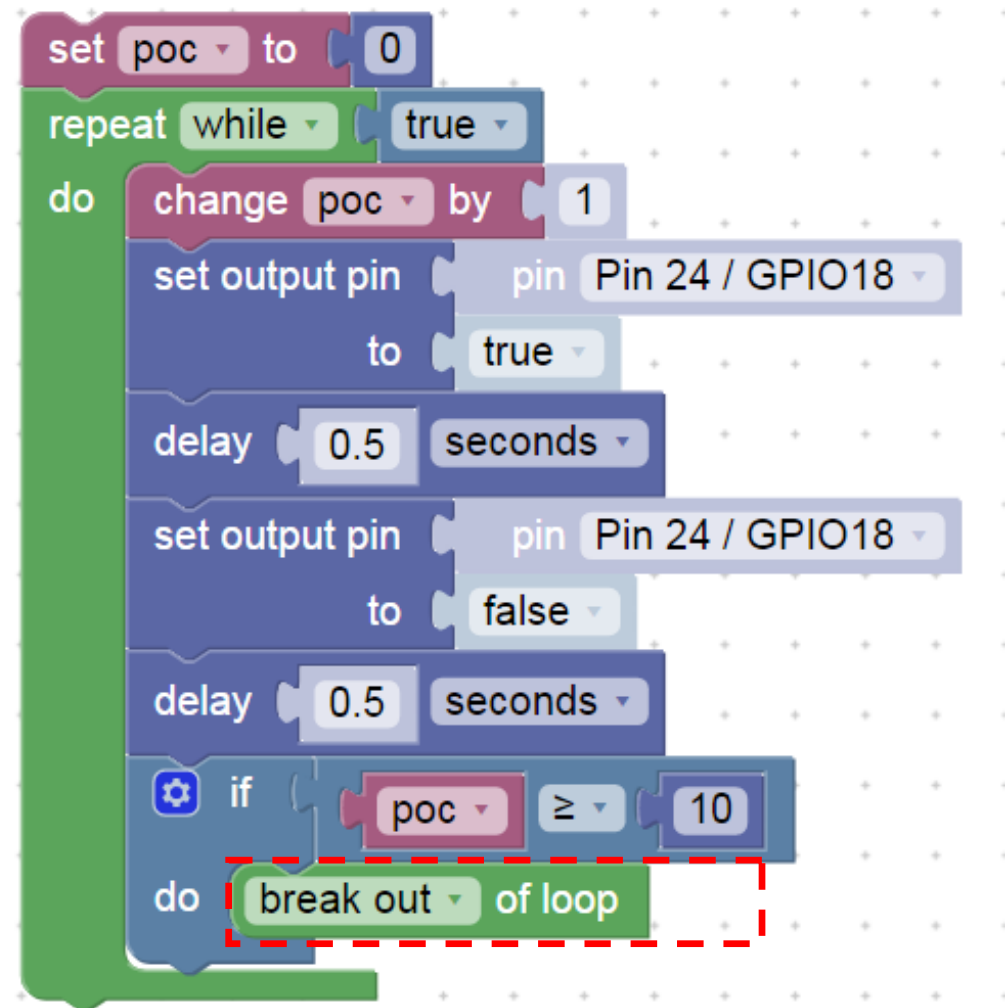 set poc to 0
repeat while true
do change poc by 1
set output pin pin Pin 24 / GPIO18
to true
delay 0.5 seconds
set output pin pin Pin 24 / GPIO18
to false
delay 0.5 seconds
if poc ≥ 10
do break out of loop